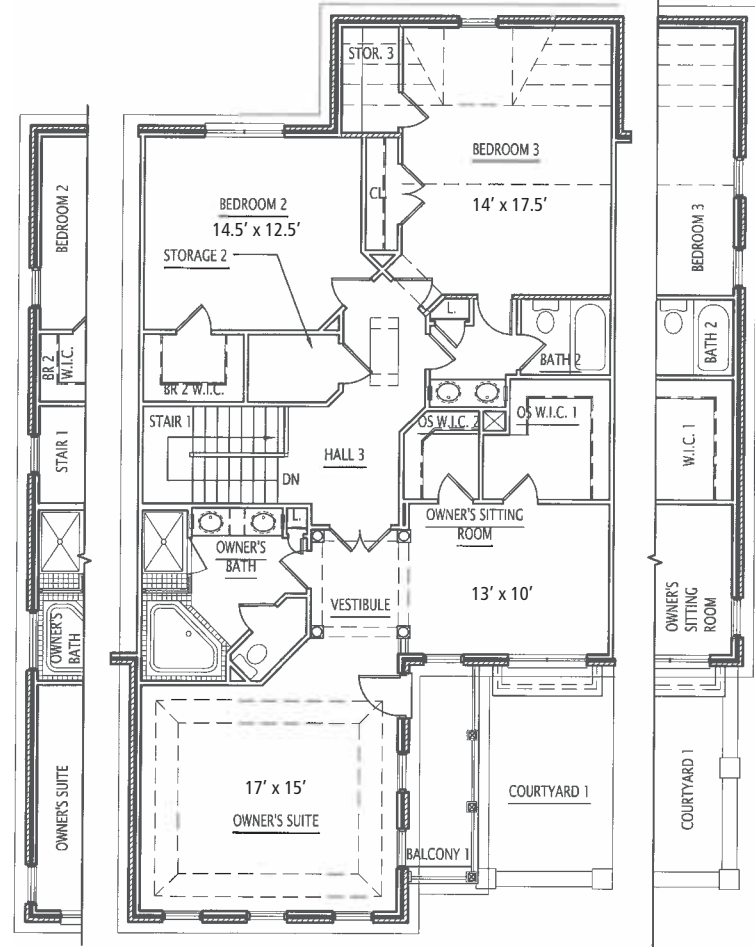 STOR. 3
BEDROOM 3
14' x 17.5'
CL
BEDROOM 2
14.5' x 12.5'
STORAGE 2
L.
BATH 2
BR 2 W.I.C.
STAIR 1
DN
HALL 3
OS W.I.C. 2
OS W.I.C. 1
OWNER'S SITTING
ROOM
13' x 10'
L.
OWNER'S
BATH
VESTIBULE
17' x 15'
OWNER'S SUITE
BALCONY 1
COURTYARD 1
BEDROOM 2
BR 2
W.I.C.
STAIR 1
OWNER'S
BATH
OWNER'S SUITE
BEDROOM 3
BATH 2
W.I.C. 1
OWNER'S
SITTING
ROOM
COURTYARD 1